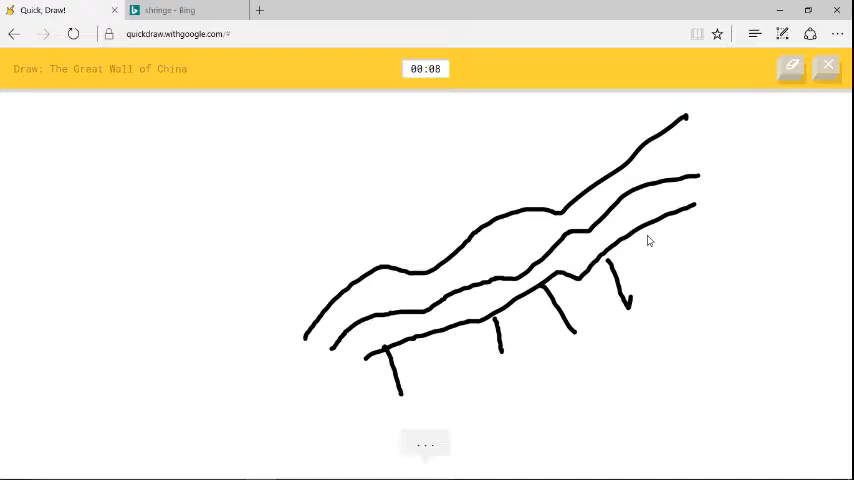 Quick, Draw!
shringe - Bing
quickdraw.withgoogle.com/#
Draw: The Great Wall of China
00:08
...